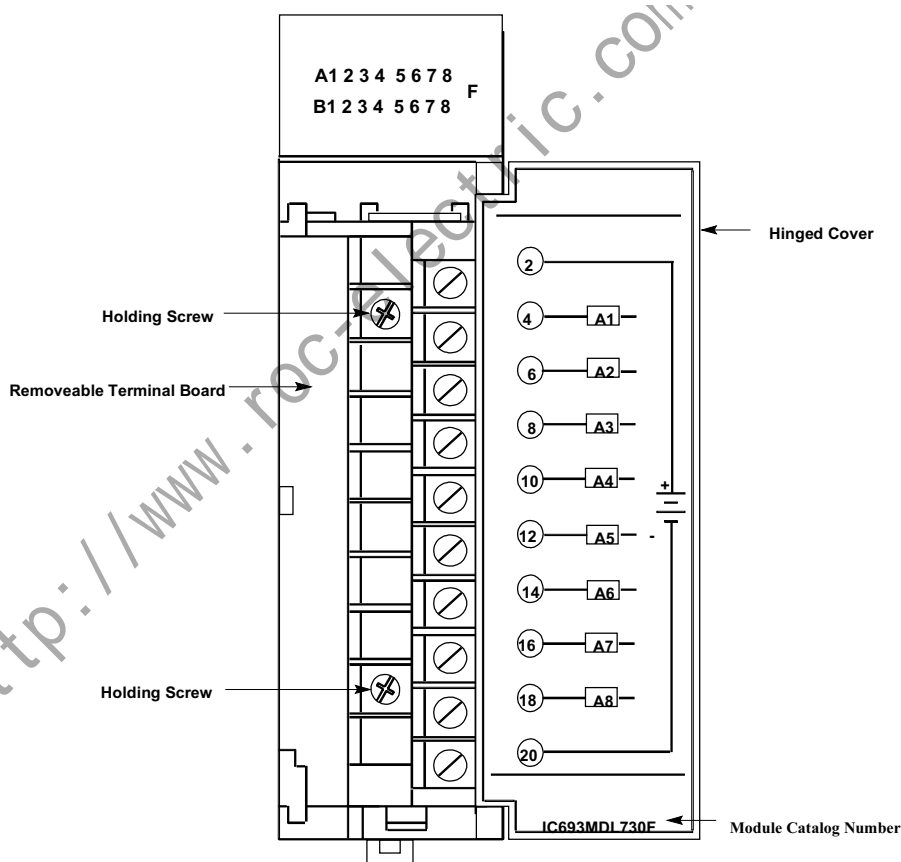 A1 2 3 4 5 6 7 8
B1 2 3 4 5 6 7 8
F
Hinged Cover
2
4 A1
Holding Screw
6 A2
Removeable Terminal Board
8 A3
10 A4
+
12 A5 -
14 A6
16 A7
Holding Screw
18 A8
20
IC693MDL730F
Module Catalog Number
ttp://www.roc-electric.com